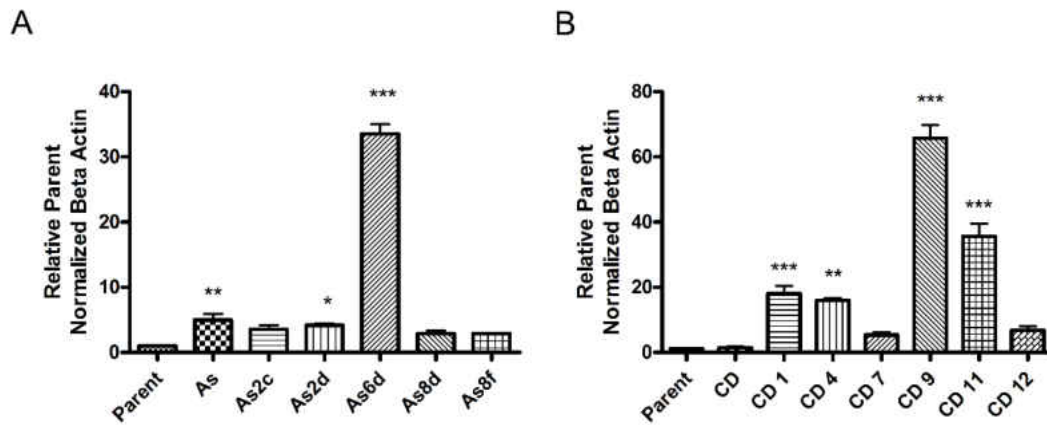 A
B
Relative Parent
Normalized Beta Actin
40
30
20
10
0
**
*
***
Parent
As
As2c
As2d
As6d
As8d
As8f
Relative Parent
Normalized Beta Actin
80
60
40
20
0
***
**
***
***
Parent
CD
CD 1
CD 4
CD 7
CD 9
CD 11
CD 12